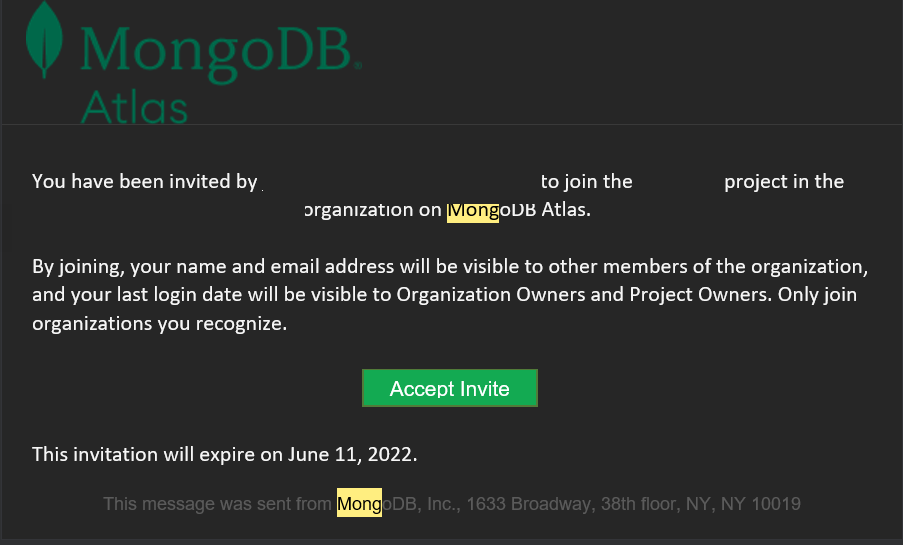 MongoDB®
Atlas
You have been invited by to join the project in the
organization on MongoDB Atlas.
By joining, your name and email address will be visible to other members of the organization,
and your last login date will be visible to Organization Owners and Project Owners. Only join
organizations you recognize.
Accept Invite
This invitation will expire on June 11, 2022.
This message was sent from MongoDB, Inc., 1633 Broadway, 38th floor, NY, NY 10019